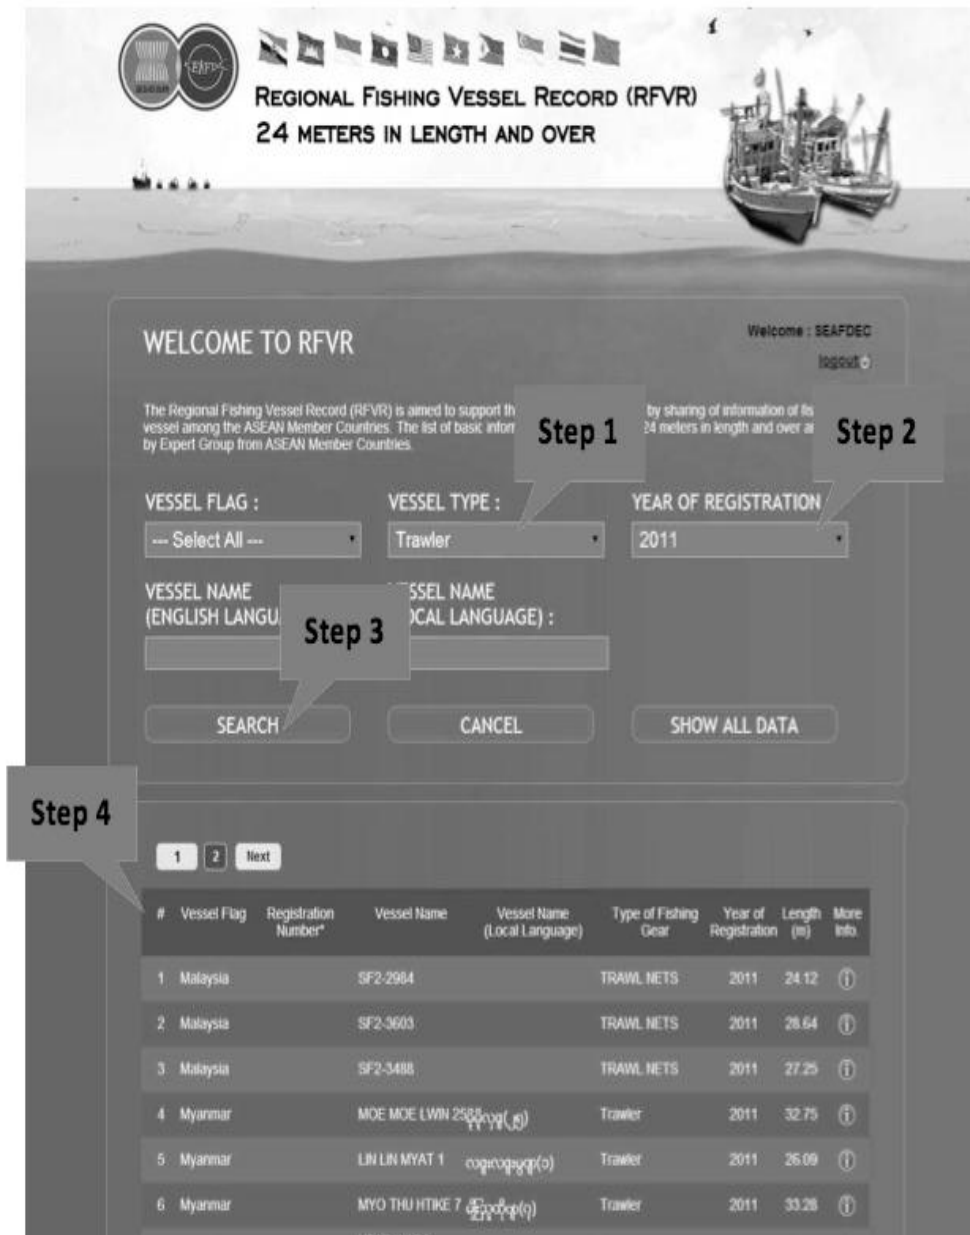 REGIONAL FISHING VESSEL RECORD (RFVR)
24 METERS IN LENGTH AND OVER
WELCOME TO RFVR
Welcome : SEAFDEC
logout
The Regional Fishing Vessel Record (RFVR) is aimed to support th by sharing of information of fis
vessel among the ASEAN Member Countries. The list of basic infor 24 meters in length and over a
by Expert Group from ASEAN Member Countries.
Step 1
Step 2
VESSEL FLAG :
VESSEL TYPE :
YEAR OF REGISTRATION
--- Select All ---
Trawler
2011
VESSEL NAME
(ENGLISH LANGU
VESSEL NAME
OCAL LANGUAGE) :
Step 3
SEARCH
CANCEL
SHOW ALL DATA
Step 4
1 2 Next
# Vessel Flag Registration Number* Vessel Name Vessel Name (Local Language) Type of Fishing Gear Year of Registration Length (m) More Info.
1 Malaysia SF2-2984 TRAWL NETS 2011 24.12
2 Malaysia SF2-3603 TRAWL NETS 2011 28.64
3 Malaysia SF2-3488 TRAWL NETS 2011 27.25
4 Myanmar MOE MOE LWIN Trawler 2011 32.75
5 Myanmar LIN LIN MYAT 1 Trawler 2011 26.09
6 Myanmar MYO THU HTIKE 7 Trawler 2011 33.28